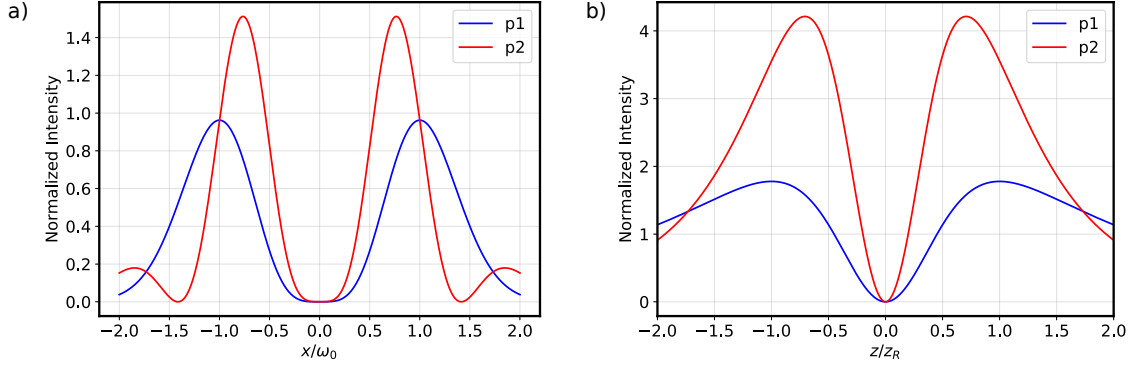 a)
p1
p2
Normalized Intensity
1.4
1.2
1.0
0.8
0.6
0.4
0.2
0.0
−2.0 −1.5 −1.0 −0.5 0.0 0.5 1.0 1.5 2.0
x/ω₀
b)
p1
p2
Normalized Intensity
4
3
2
1
0
−2.0 −1.5 −1.0 −0.5 0.0 0.5 1.0 1.5 2.0
z/z_R